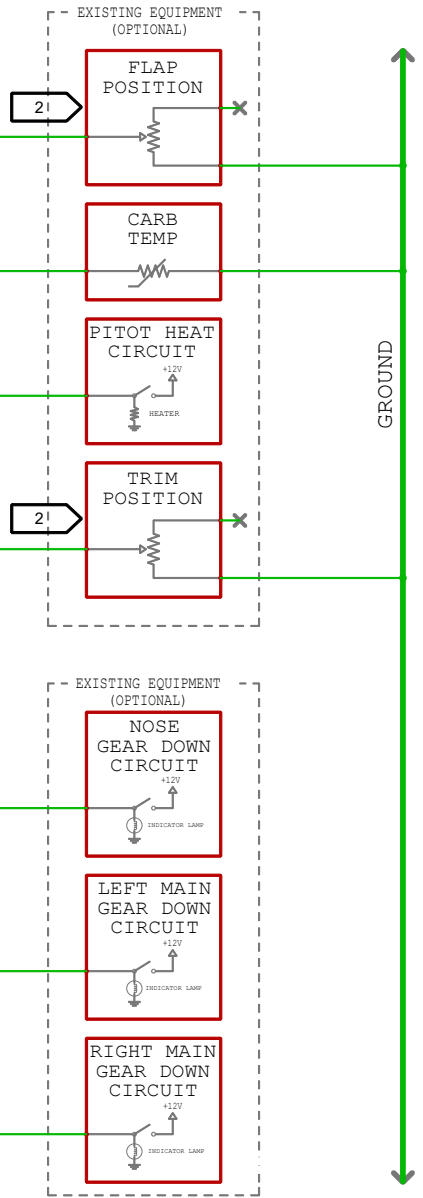 EXISTING EQUIPMENT
(OPTIONAL)
FLAP
POSITION
2
CARB
TEMP
PITOT HEAT
CIRCUIT
+12V
HEATER
TRIM
POSITION
2
GROUND
EXISTING EQUIPMENT
(OPTIONAL)
NOSE
GEAR DOWN
CIRCUIT
+12V
INDICATOR LAMP
LEFT MAIN
GEAR DOWN
CIRCUIT
+12V
INDICATOR LAMP
RIGHT MAIN
GEAR DOWN
CIRCUIT
+12V
INDICATOR LAMP